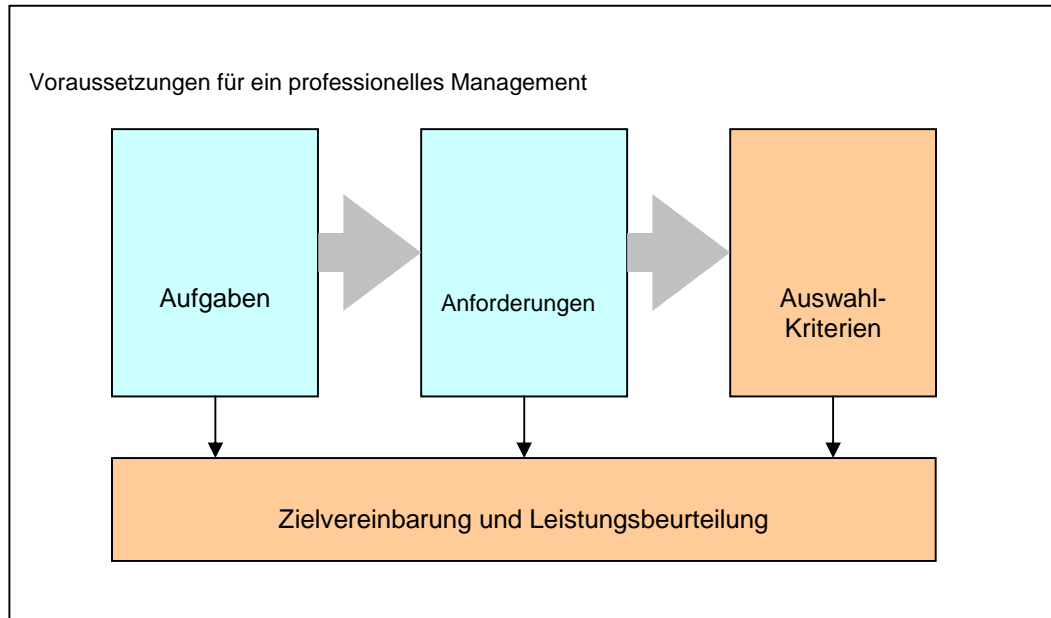 Voraussetzungen für ein professionelles Management
Aufgaben
Anforderungen
Auswahl-
Kriterien
Zielvereinbarung und Leistungsbeurteilung